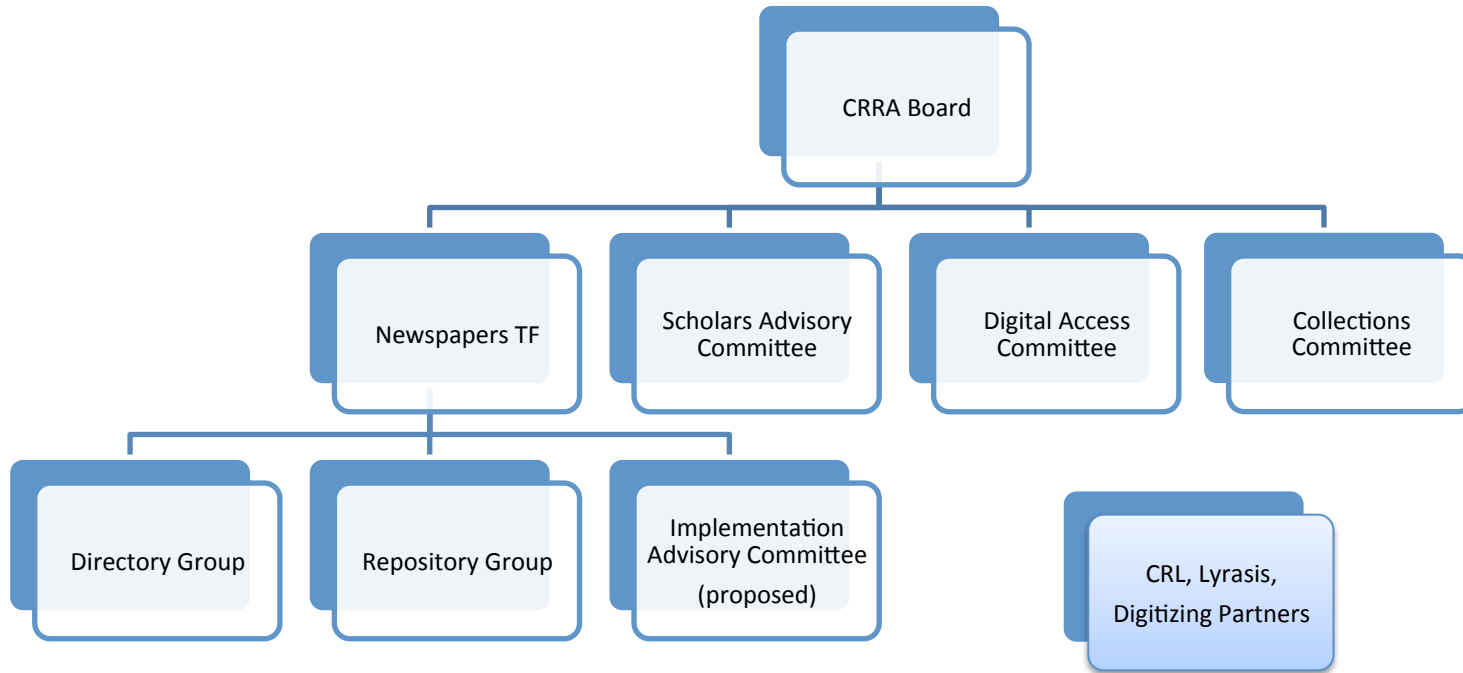 CRRA Board
Newspapers TF
Scholars Advisory
Committee
Digital Access
Committee
Collections
Committee
Directory Group
Repository Group
Implementation
Advisory Committee
(proposed)
CRL, Lyrasis,
Digitizing Partners